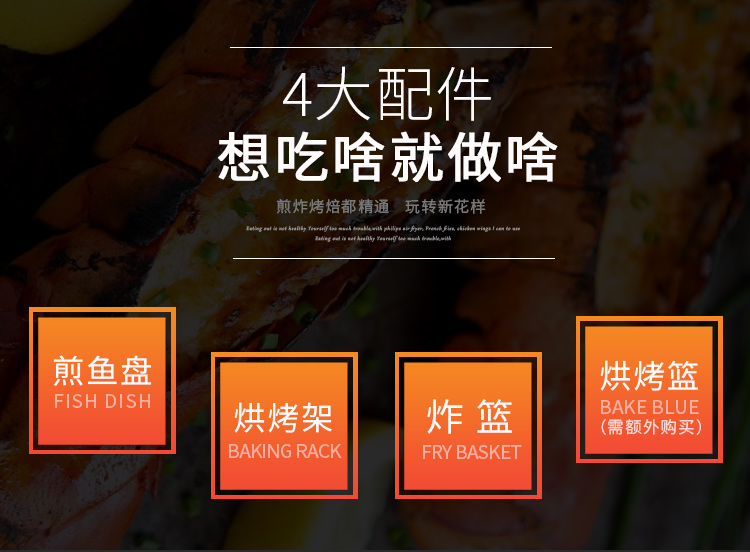 4大配件
想吃啥就做啥
煎炸烤焙都精通 玩转新花样
Eating out is not healthy Yourself too much trouble,with philips air fryer, French fries, chicken wings I can to use
Eating out is not healthy Yourself too much trouble,with
煎鱼盘
FISH DISH
烘烤架
BAKING RACK
炸 篮
FRY BASKET
烘烤篮
BAKE BLUE
(需额外购买)